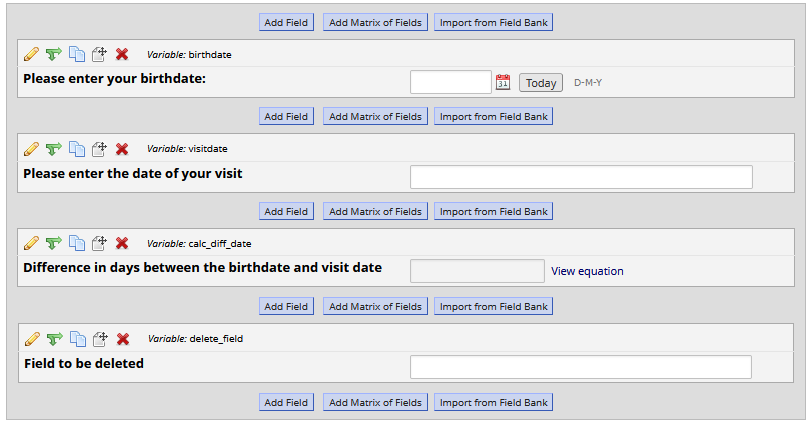 Add Field Add Matrix of Fields Import from Field Bank
Variable: birthdate
Please enter your birthdate: 31 Today D-M-Y
Add Field Add Matrix of Fields Import from Field Bank
Variable: visitdate
Please enter the date of your visit
Add Field Add Matrix of Fields Import from Field Bank
Variable: calc_diff_date
Difference in days between the birthdate and visit date View equation
Add Field Add Matrix of Fields Import from Field Bank
Variable: delete_field
Field to be deleted
Add Field Add Matrix of Fields Import from Field Bank